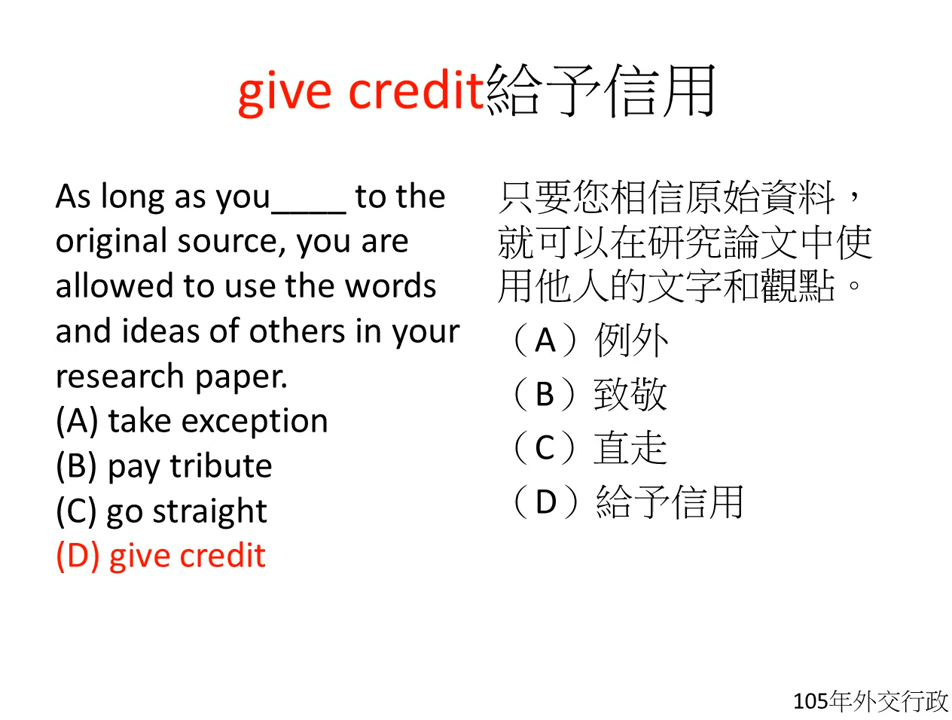 give credit給予信用
As long as you____ to the
original source, you are
allowed to use the words
and ideas of others in your
research paper.
(A) take exception
(B) pay tribute
(C) go straight
(D) give credit
只要您相信原始資料，
就可以在研究論文中使
用他人的文字和觀點。
（A）例外
（B）致敬
（C）直走
（D）給予信用
105年外交行政